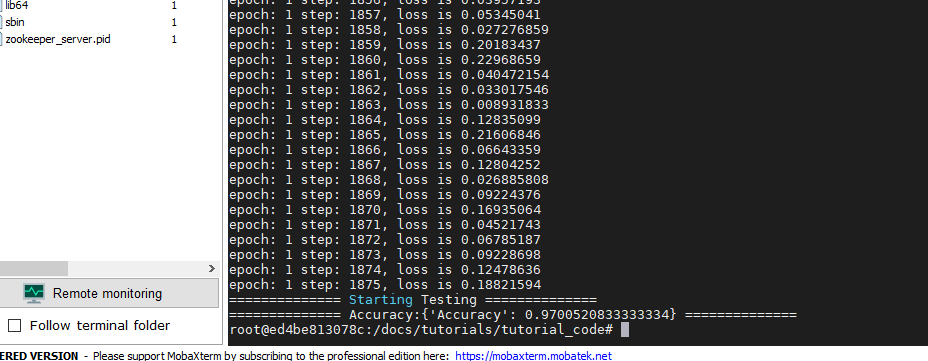 lib64 1
sbin 1
zookeeper_server.pid 1
Remote monitoring
Follow terminal folder
epoch: 1 step: 1856, loss is 0.03957193
epoch: 1 step: 1857, loss is 0.05345041
epoch: 1 step: 1858, loss is 0.027276859
epoch: 1 step: 1859, loss is 0.20183437
epoch: 1 step: 1860, loss is 0.22968659
epoch: 1 step: 1861, loss is 0.040472154
epoch: 1 step: 1862, loss is 0.033017546
epoch: 1 step: 1863, loss is 0.008931833
epoch: 1 step: 1864, loss is 0.12835099
epoch: 1 step: 1865, loss is 0.21606846
epoch: 1 step: 1866, loss is 0.06643359
epoch: 1 step: 1867, loss is 0.12804252
epoch: 1 step: 1868, loss is 0.026885808
epoch: 1 step: 1869, loss is 0.09224376
epoch: 1 step: 1870, loss is 0.16935064
epoch: 1 step: 1871, loss is 0.04521743
epoch: 1 step: 1872, loss is 0.06785187
epoch: 1 step: 1873, loss is 0.09228698
epoch: 1 step: 1874, loss is 0.12478636
epoch: 1 step: 1875, loss is 0.18821594
============== Starting Testing ==============
============== Accuracy:{'Accuracy': 0.9700520833333334} ==============
root@ed4be813078c:/docs/tutorials/tutorial_code#
ERED VERSION - Please support MobaXterm by subscribing to the professional edition here: https://mobaxterm.mobatek.net